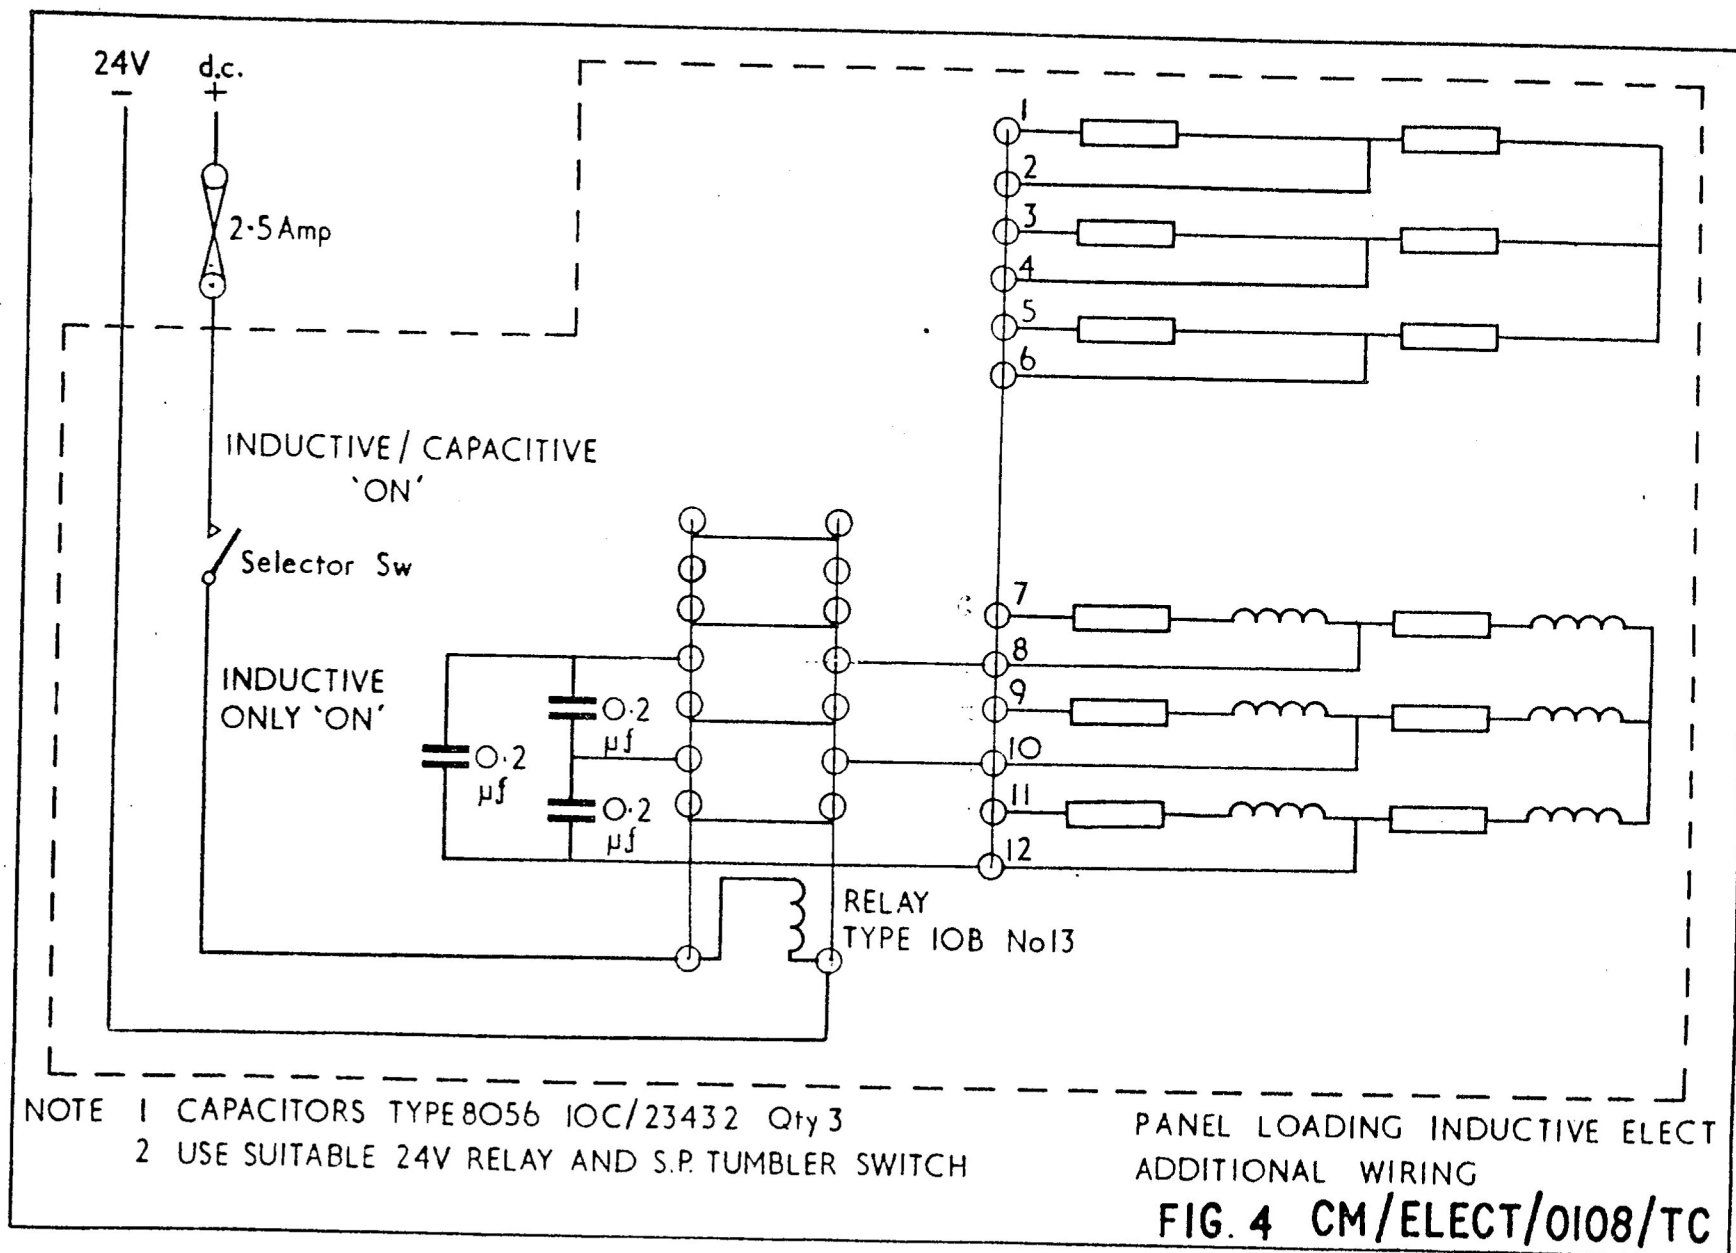 24V d.c.
− +
2·5 Amp
INDUCTIVE / CAPACITIVE
'ON'
Selector Sw
INDUCTIVE
ONLY 'ON'
0·2
µf
0·2
µf
0·2
µf
1
2
3
4
5
6
7
8
9
10
11
12
RELAY
TYPE 10B No13
NOTE 1 CAPACITORS TYPE 8056 10C/23432 Qty 3
2 USE SUITABLE 24V RELAY AND S.P. TUMBLER SWITCH
PANEL LOADING INDUCTIVE ELECT
ADDITIONAL WIRING
FIG. 4 CM/ELECT/0108/TC